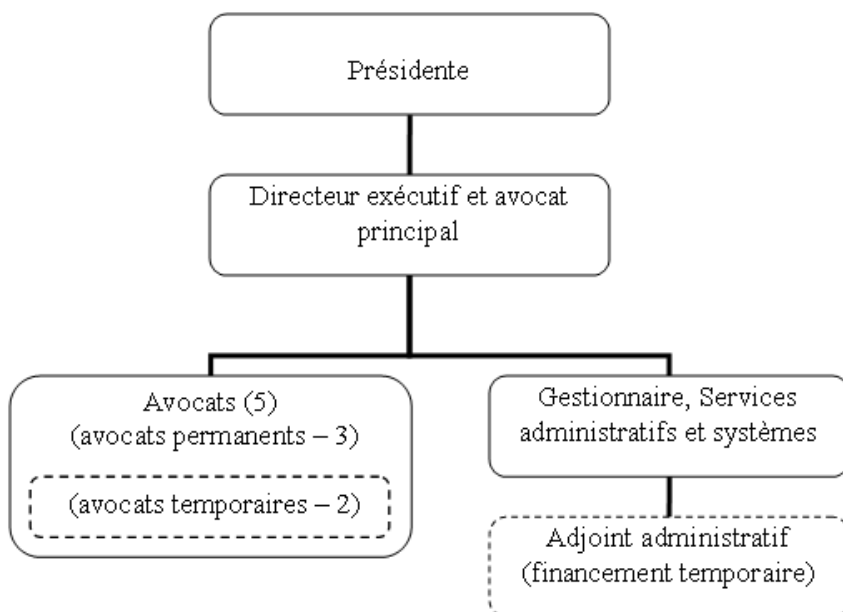 Présidente
Directeur exécutif et avocat
principal
Avocats (5)
(avocats permanents – 3)
(avocats temporaires – 2)
Gestionnaire, Services
administratifs et systèmes
Adjoint administratif
(financement temporaire)